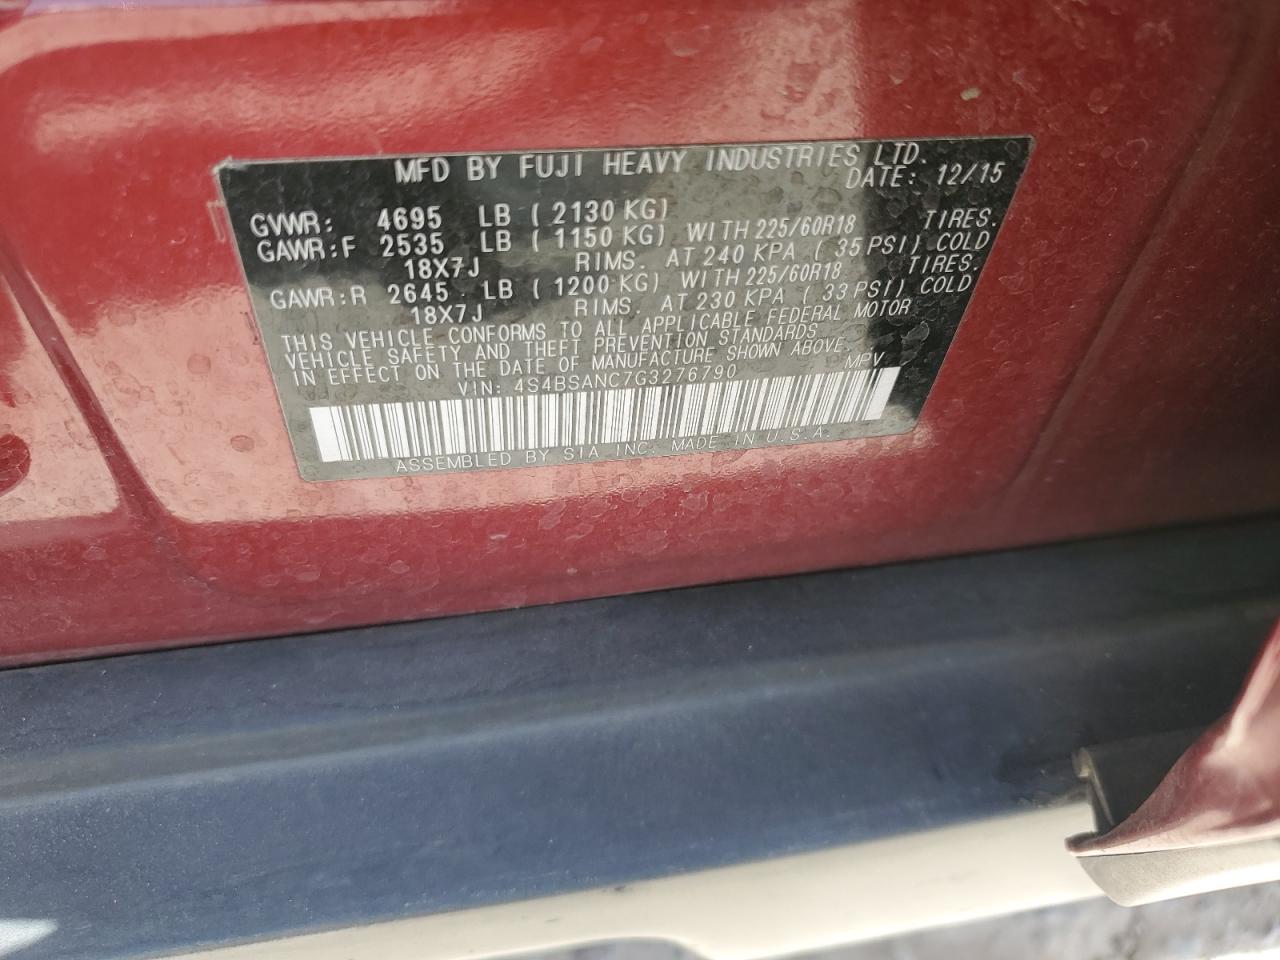 MFD BY FUJI HEAVY INDUSTRIES LTD.
DATE: 12/15
GVWR: 4695 LB ( 2130 KG)
GAWR:F 2535 LB ( 1150 KG) WITH 225/60R18 TIRES.
18X7J RIMS. AT 240 KPA ( 35 PSI) COLD
GAWR:R 2645 LB ( 1200 KG) WITH 225/60R18 TIRES.
18X7J RIMS. AT 230 KPA ( 33 PSI) COLD
THIS VEHICLE CONFORMS TO ALL APPLICABLE FEDERAL MOTOR
VEHICLE SAFETY AND THEFT PREVENTION STANDARDS
IN EFFECT ON THE DATE OF MANUFACTURE SHOWN ABOVE.
VIN: 4S4BSANC7G3276790 MPV
ASSEMBLED BY SIA INC. MADE IN U.S.A.